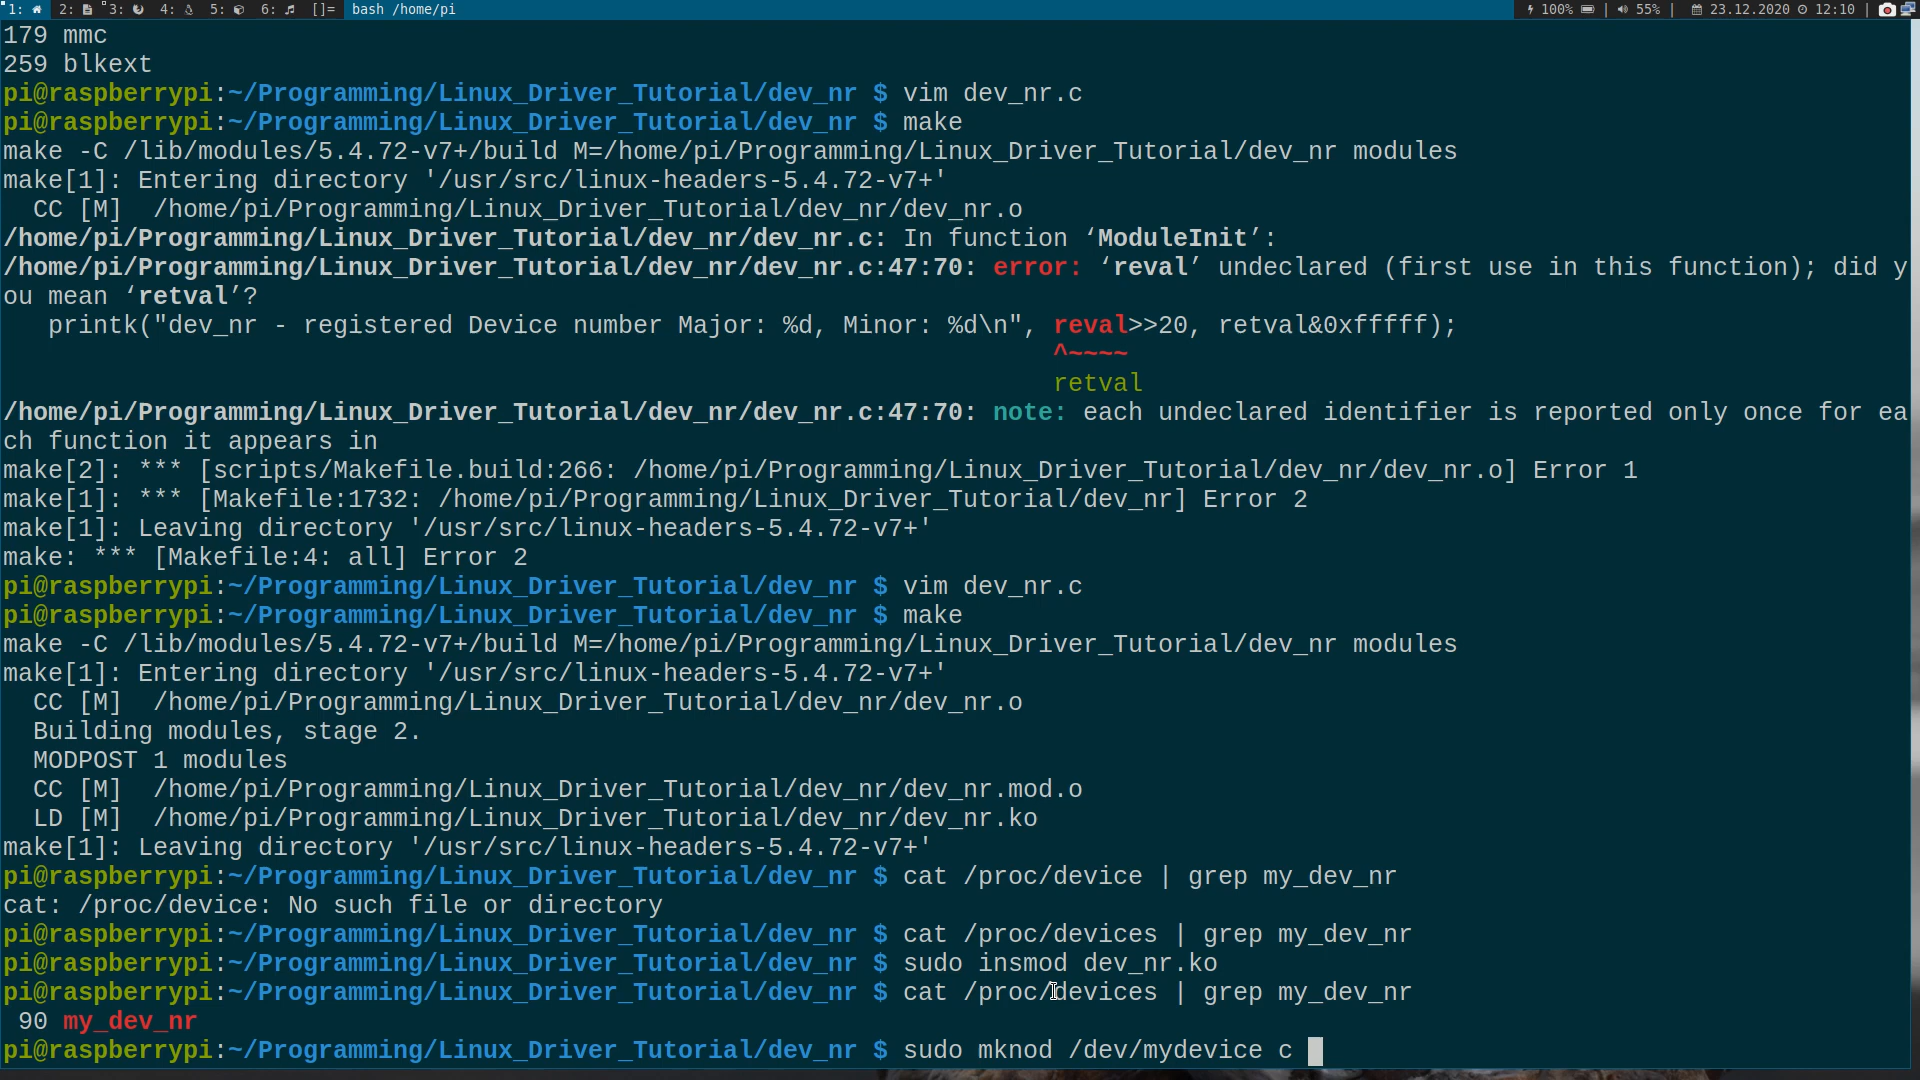 1: 2: 3: 4: 5: 6: []= bash /home/pi 100% | 55% | 23.12.2020 12:10 |
179 mmc
259 blkext
pi@raspberrypi:~/Programming/Linux_Driver_Tutorial/dev_nr $ vim dev_nr.c
pi@raspberrypi:~/Programming/Linux_Driver_Tutorial/dev_nr $ make
make -C /lib/modules/5.4.72-v7+/build M=/home/pi/Programming/Linux_Driver_Tutorial/dev_nr modules
make[1]: Entering directory '/usr/src/linux-headers-5.4.72-v7+'
  CC [M]  /home/pi/Programming/Linux_Driver_Tutorial/dev_nr/dev_nr.o
/home/pi/Programming/Linux_Driver_Tutorial/dev_nr/dev_nr.c: In function ‘ModuleInit’:
/home/pi/Programming/Linux_Driver_Tutorial/dev_nr/dev_nr.c:47:70: error: ‘reval’ undeclared (first use in this function); did y
ou mean ‘retval’?
   printk("dev_nr - registered Device number Major: %d, Minor: %d\n", reval>>20, retval&0xfffff);
                                                                      ^~~~~
                                                                      retval
/home/pi/Programming/Linux_Driver_Tutorial/dev_nr/dev_nr.c:47:70: note: each undeclared identifier is reported only once for ea
ch function it appears in
make[2]: *** [scripts/Makefile.build:266: /home/pi/Programming/Linux_Driver_Tutorial/dev_nr/dev_nr.o] Error 1
make[1]: *** [Makefile:1732: /home/pi/Programming/Linux_Driver_Tutorial/dev_nr] Error 2
make[1]: Leaving directory '/usr/src/linux-headers-5.4.72-v7+'
make: *** [Makefile:4: all] Error 2
pi@raspberrypi:~/Programming/Linux_Driver_Tutorial/dev_nr $ vim dev_nr.c
pi@raspberrypi:~/Programming/Linux_Driver_Tutorial/dev_nr $ make
make -C /lib/modules/5.4.72-v7+/build M=/home/pi/Programming/Linux_Driver_Tutorial/dev_nr modules
make[1]: Entering directory '/usr/src/linux-headers-5.4.72-v7+'
  CC [M]  /home/pi/Programming/Linux_Driver_Tutorial/dev_nr/dev_nr.o
  Building modules, stage 2.
  MODPOST 1 modules
  CC [M]  /home/pi/Programming/Linux_Driver_Tutorial/dev_nr/dev_nr.mod.o
  LD [M]  /home/pi/Programming/Linux_Driver_Tutorial/dev_nr/dev_nr.ko
make[1]: Leaving directory '/usr/src/linux-headers-5.4.72-v7+'
pi@raspberrypi:~/Programming/Linux_Driver_Tutorial/dev_nr $ cat /proc/device | grep my_dev_nr
cat: /proc/device: No such file or directory
pi@raspberrypi:~/Programming/Linux_Driver_Tutorial/dev_nr $ cat /proc/devices | grep my_dev_nr
pi@raspberrypi:~/Programming/Linux_Driver_Tutorial/dev_nr $ sudo insmod dev_nr.ko
pi@raspberrypi:~/Programming/Linux_Driver_Tutorial/dev_nr $ cat /proc/devices | grep my_dev_nr
 90 my_dev_nr
pi@raspberrypi:~/Programming/Linux_Driver_Tutorial/dev_nr $ sudo mknod /dev/mydevice c